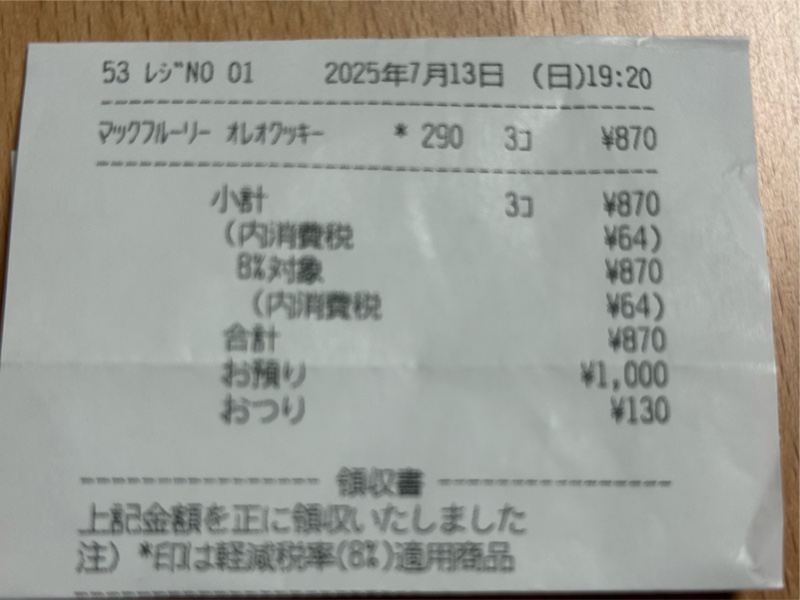 53 ﾚｼﾞNO 01 2025年7月13日 (日)19:20
ﾏｯｸﾌﾙｰﾘｰ ｵﾚｵｸｯｷｰ * 290 3ｺ ¥870
小計 3ｺ ¥870
(内消費税 ¥64)
8%対象 ¥870
(内消費税 ¥64)
合計 ¥870
お預り ¥1,000
おつり ¥130
領収書
上記金額を正に領収いたしました
注) *印は軽減税率(8%)適用商品